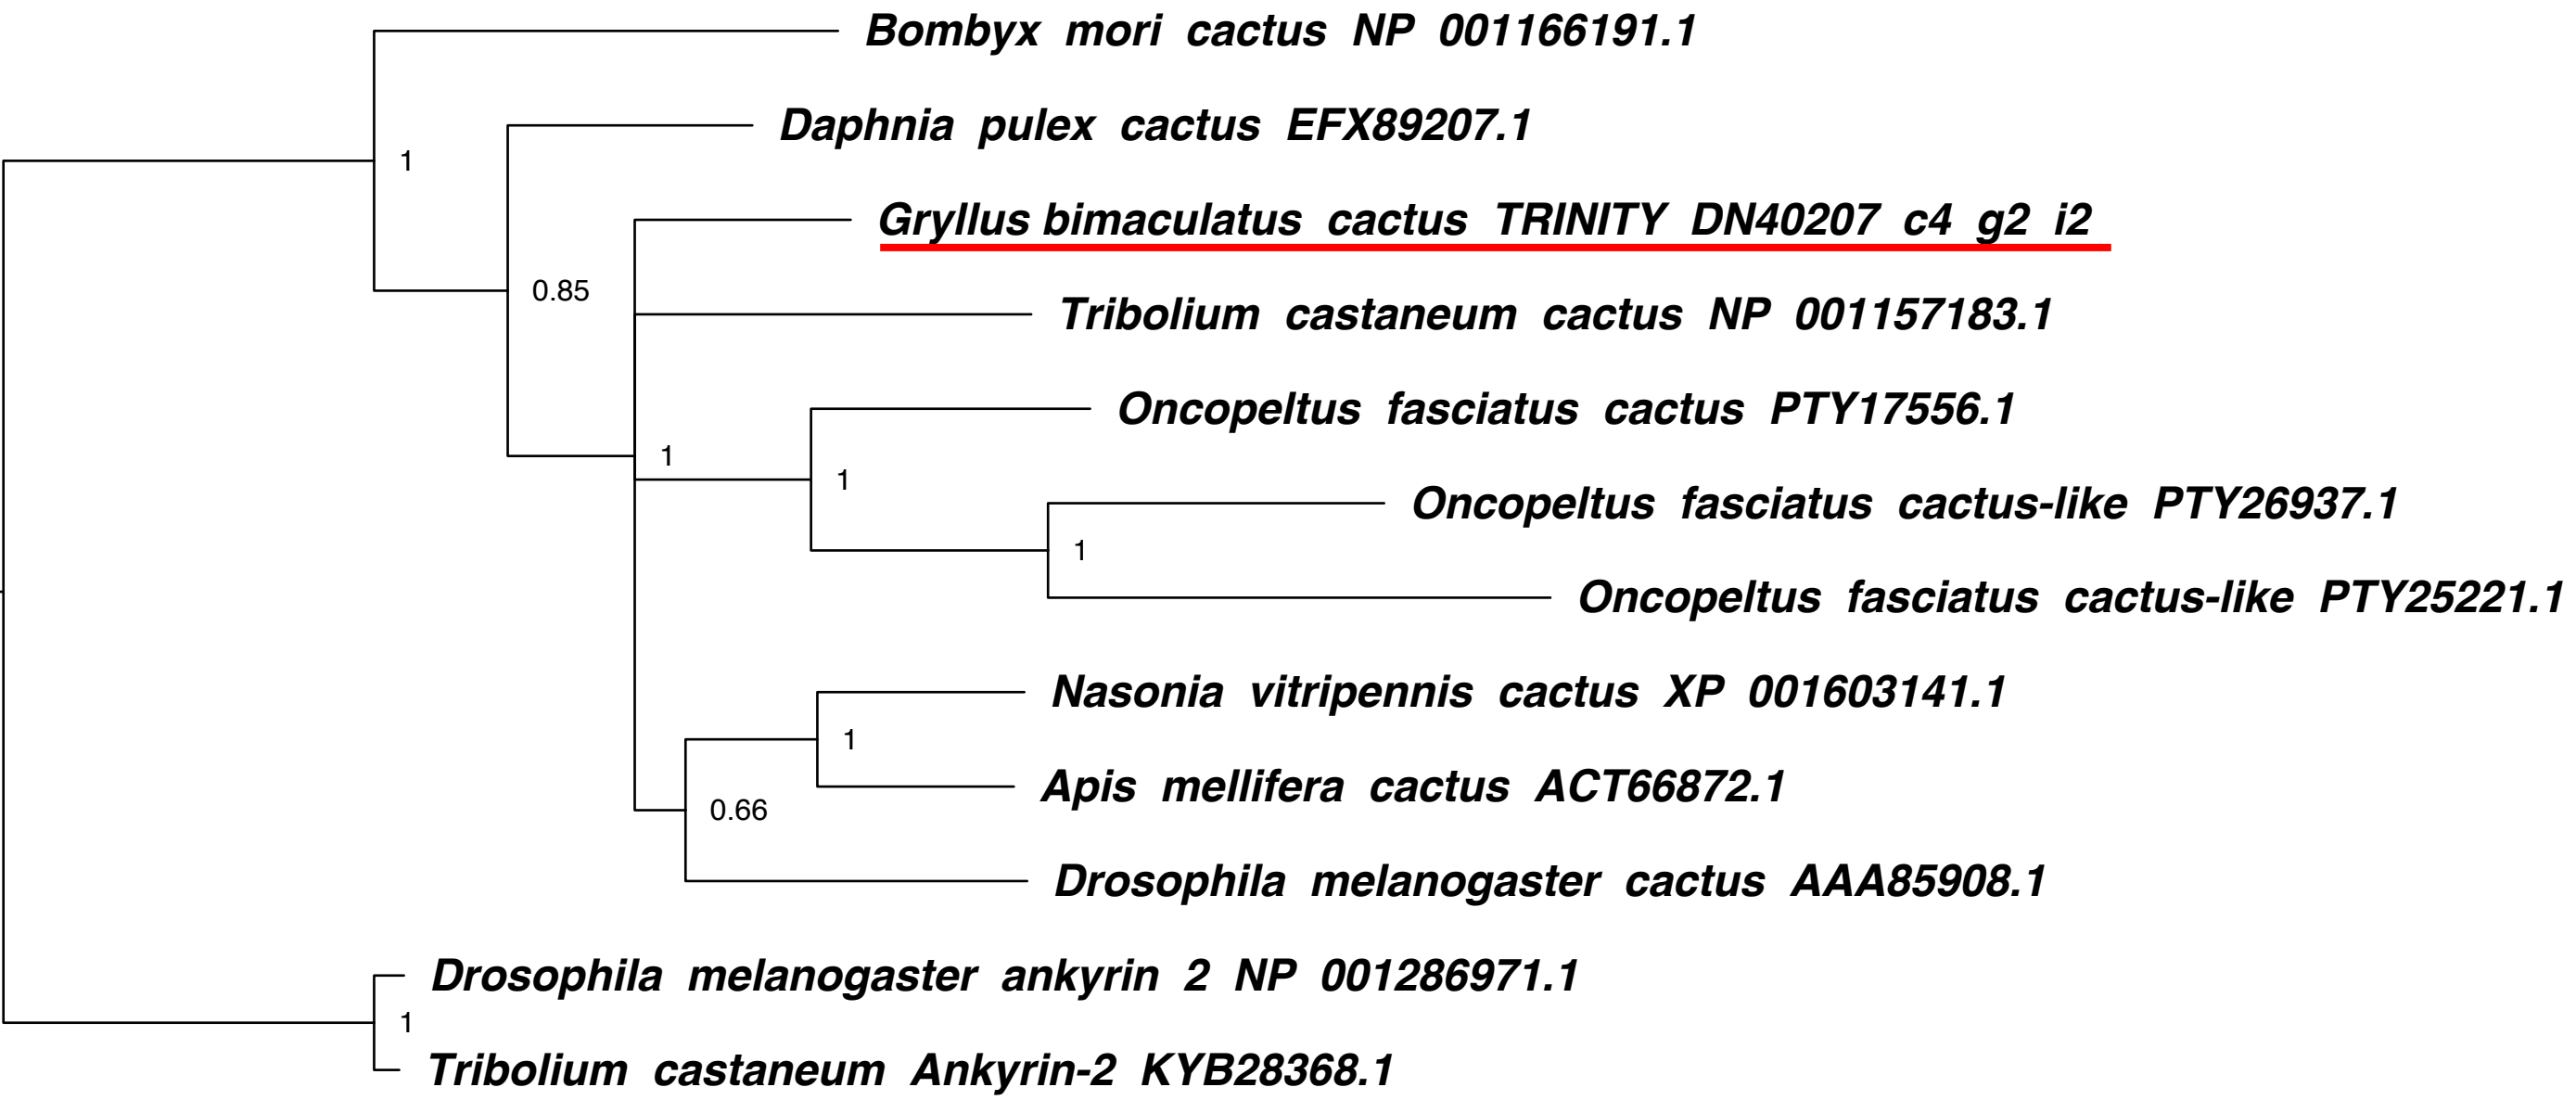 Bombyx mori cactus NP 001166191.1
1
Daphnia pulex cactus EFX89207.1
Gryllus bimaculatus cactus TRINITY DN40207 c4 g2 i2
0.85
Tribolium castaneum cactus NP 001157183.1
Oncopeltus fasciatus cactus PTY17556.1
1
1
Oncopeltus fasciatus cactus-like PTY26937.1
1
Oncopeltus fasciatus cactus-like PTY25221.1
Nasonia vitripennis cactus XP 001603141.1
1
Apis mellifera cactus ACT66872.1
0.66
Drosophila melanogaster cactus AAA85908.1
Drosophila melanogaster ankyrin 2 NP 001286971.1
1
Tribolium castaneum Ankyrin-2 KYB28368.1